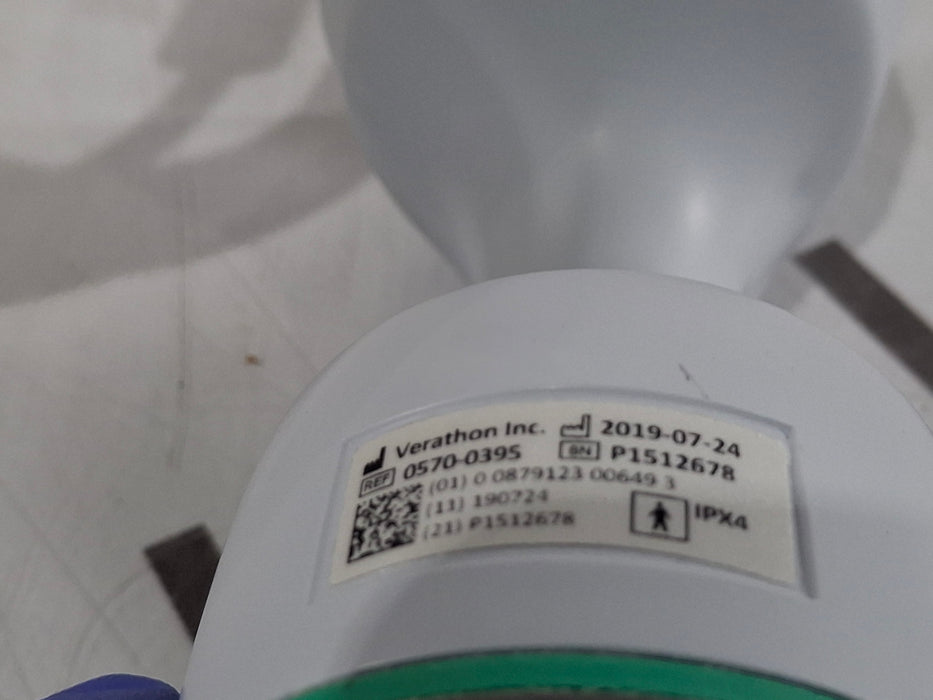 Verathon Inc. 2019-07-24
REF 0570-0395 SN P1512678
(01) 0 0879123 00649 3
(11) 190724
(21) P1512678
IPX4